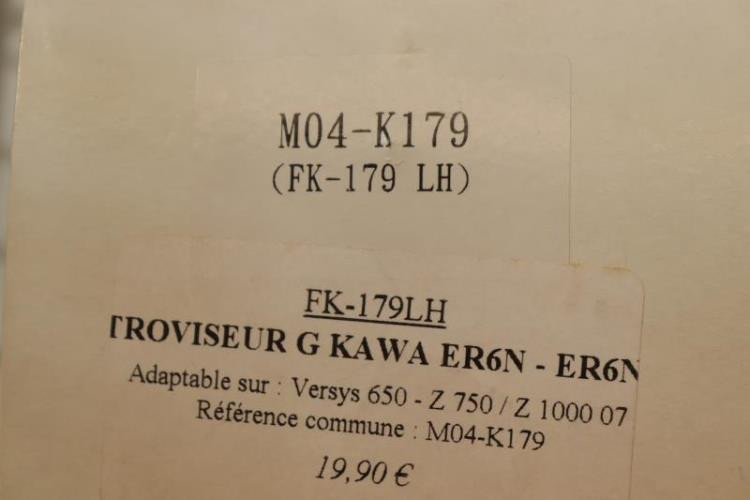 M04-K179
(FK-179 LH)
FK-179LH
TROVISEUR G KAWA ER6N - ER6N
Adaptable sur : Versys 650 - Z 750 / Z 1000 07
Référence commune : M04-K179
19,90 €